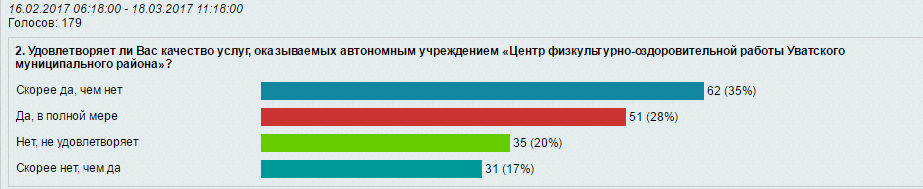 16.02.2017 06:18:00 - 18.03.2017 11:18:00
Голосов: 179
2. Удовлетворяет ли Вас качество услуг, оказываемых автономным учреждением «Центр физкультурно-оздоровительной работы Уватского
муниципального района»?
Скорее да, чем нет 62 (35%)
Да, в полной мере 51 (28%)
Нет, не удовлетворяет 35 (20%)
Скорее нет, чем да 31 (17%)